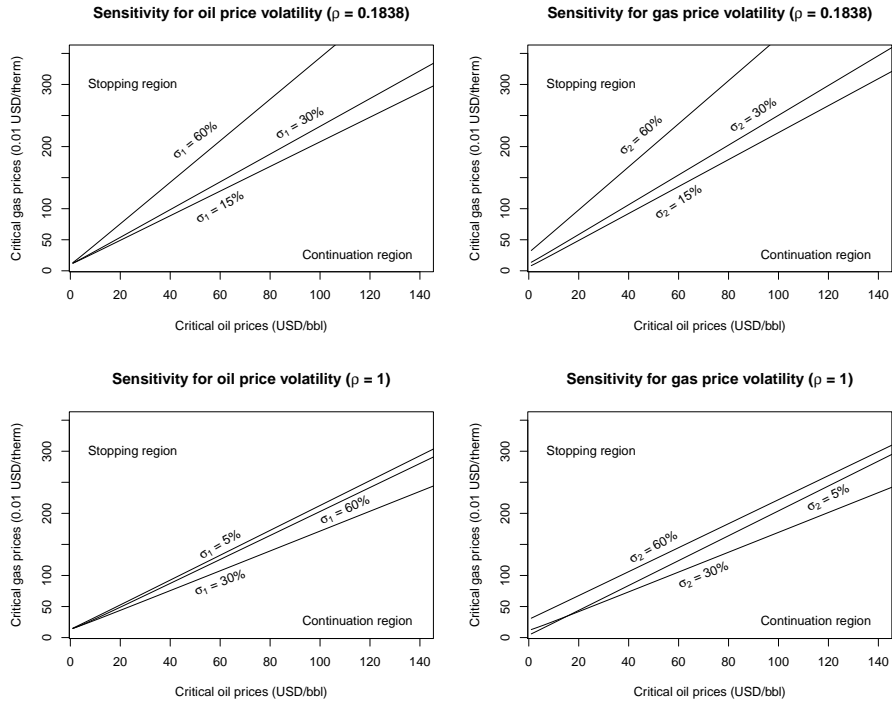 Sensitivity for oil price volatility (ρ = 0.1838)
Critical gas prices (0.01 USD/therm)
300
200
100
50
0
Stopping region
σ1 = 60%
σ1 = 30%
σ1 = 15%
Continuation region
0 20 40 60 80 100 120 140
Critical oil prices (USD/bbl)
Sensitivity for gas price volatility (ρ = 0.1838)
Critical gas prices (0.01 USD/therm)
300
200
100
50
0
Stopping region
σ2 = 60%
σ2 = 30%
σ2 = 15%
Continuation region
0 20 40 60 80 100 120 140
Critical oil prices (USD/bbl)
Sensitivity for oil price volatility (ρ = 1)
Critical gas prices (0.01 USD/therm)
300
200
100
50
0
Stopping region
σ1 = 5%
σ1 = 60%
σ1 = 30%
Continuation region
0 20 40 60 80 100 120 140
Critical oil prices (USD/bbl)
Sensitivity for gas price volatility (ρ = 1)
Critical gas prices (0.01 USD/therm)
300
200
100
50
0
Stopping region
σ2 = 60%
σ2 = 5%
σ2 = 30%
Continuation region
0 20 40 60 80 100 120 140
Critical oil prices (USD/bbl)